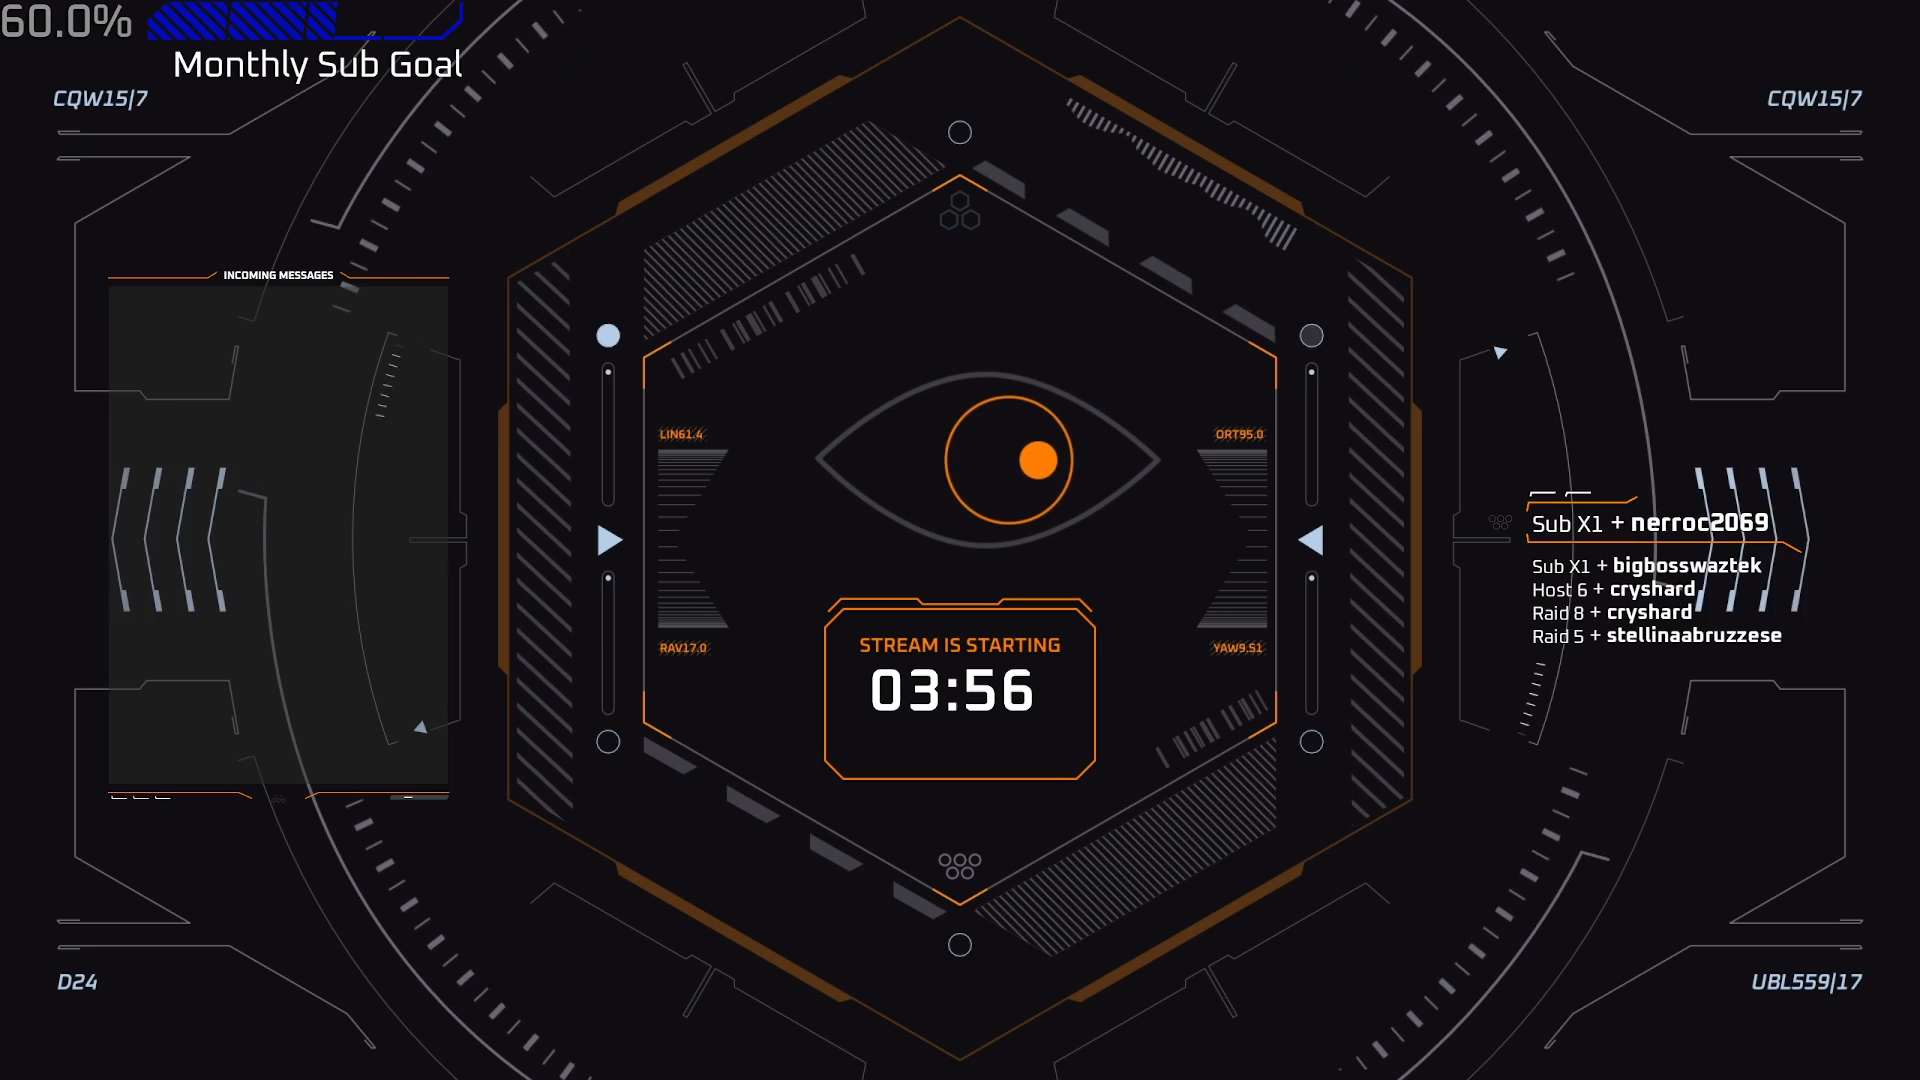 60.0%
Monthly Sub Goal
CQW15|7
CQW15|7
INCOMING MESSAGES
LIN61.4
ORT95.0
Sub X1 + nerroc2069
Sub X1 + bigbosswaztek
Host 6 + cryshard
Raid 8 + cryshard
Raid 5 + stellinaabruzzese
RAV17.0
YAW9.S1
STREAM IS STARTING
03:56
D24
UBL559|17